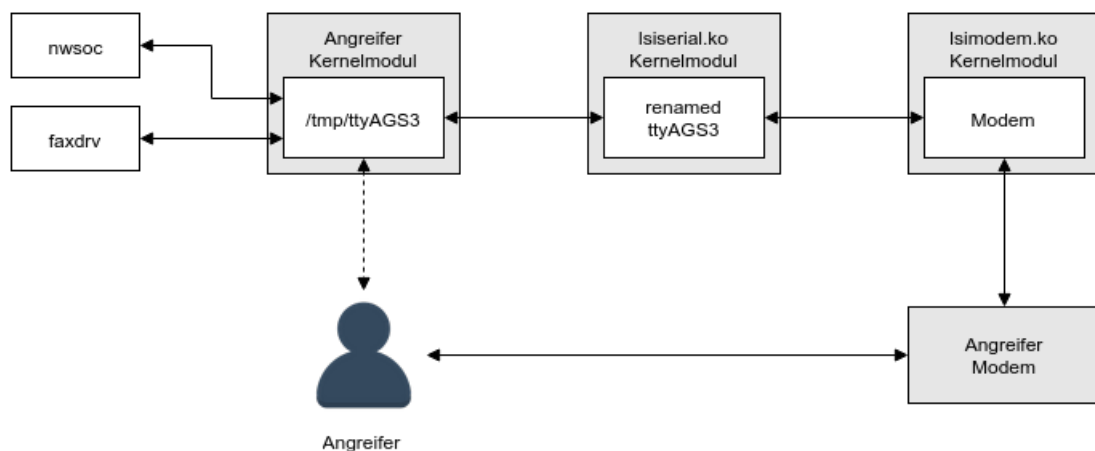 nwsoc
faxdrv
Angreifer
Kernelmodul
/tmp/ttyAGS3
lsiserial.ko
Kernelmodul
renamed
ttyAGS3
lsimodem.ko
Kernelmodul
Modem
Angreifer
Angreifer
Modem